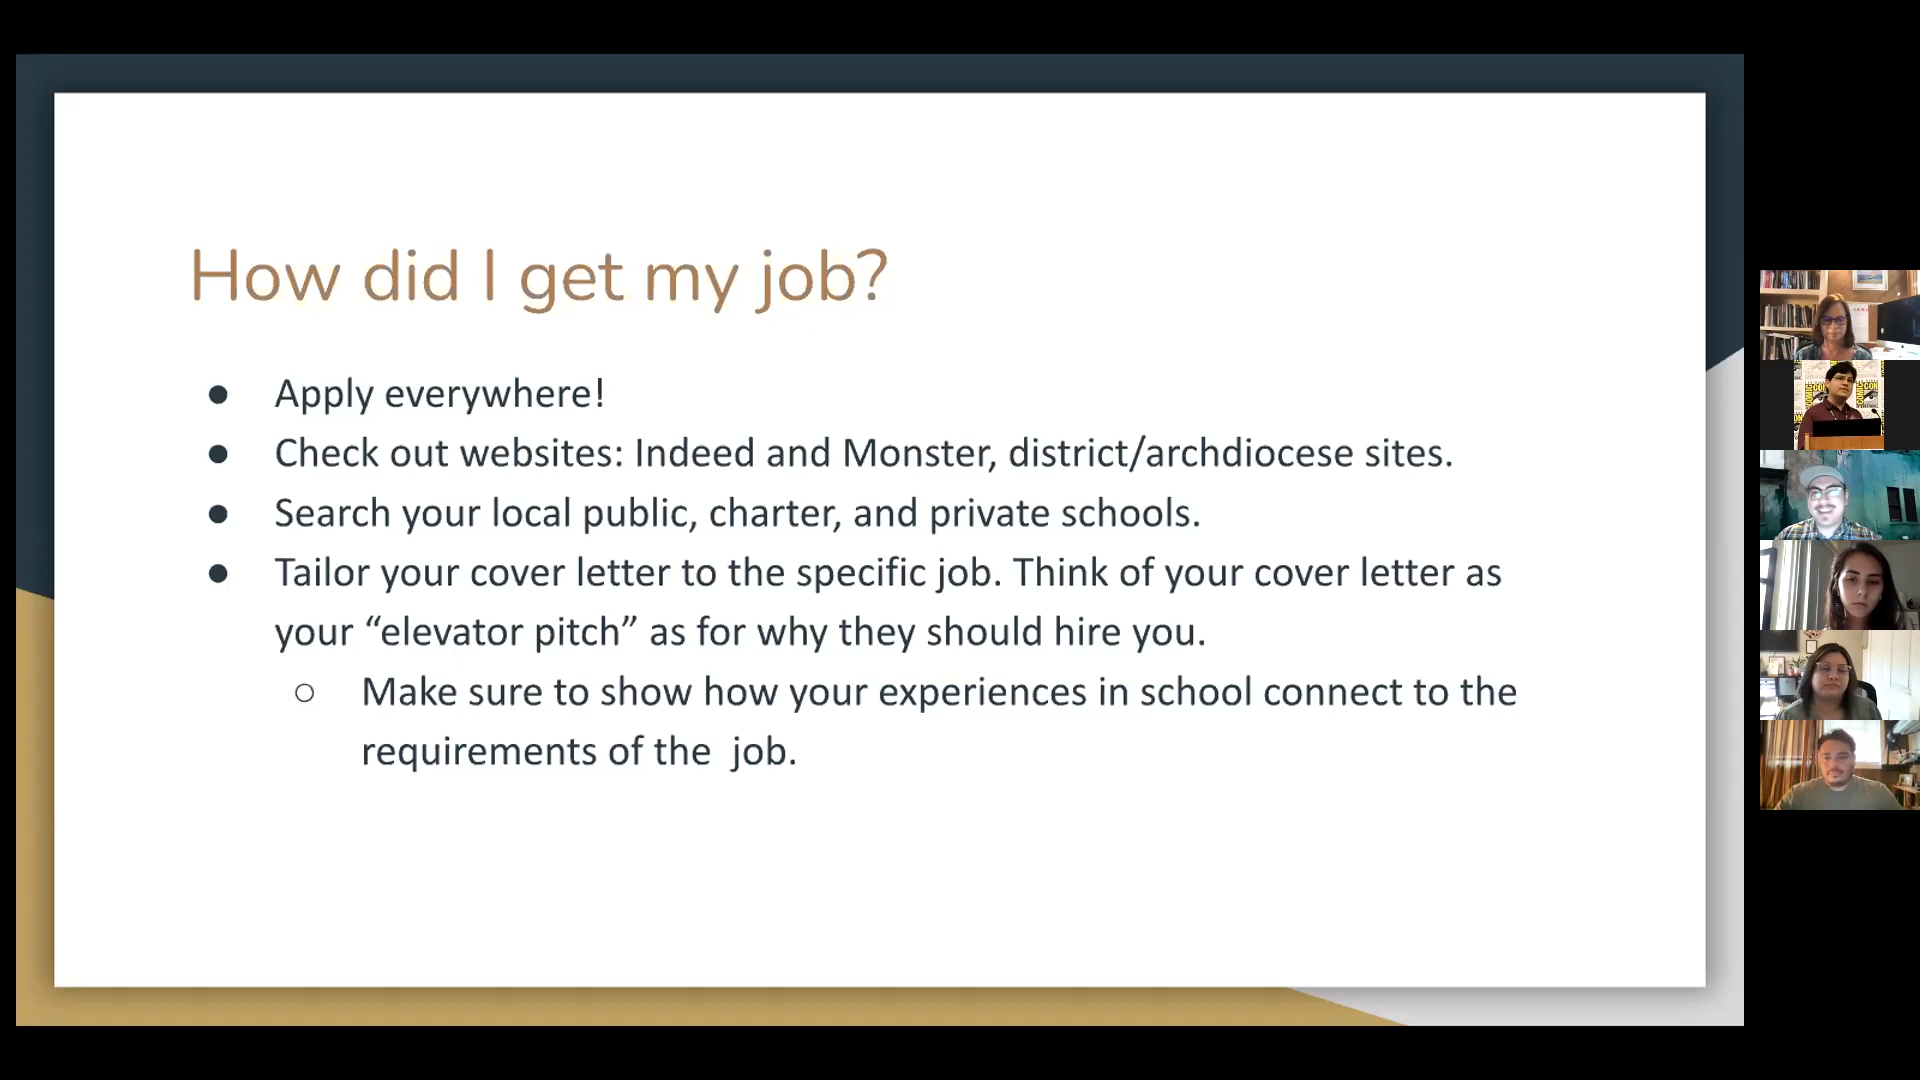 How did I get my job?
● Apply everywhere!
● Check out websites: Indeed and Monster, district/archdiocese sites.
● Search your local public, charter, and private schools.
● Tailor your cover letter to the specific job. Think of your cover letter as
your “elevator pitch” as for why they should hire you.
○ Make sure to show how your experiences in school connect to the
requirements of the  job.